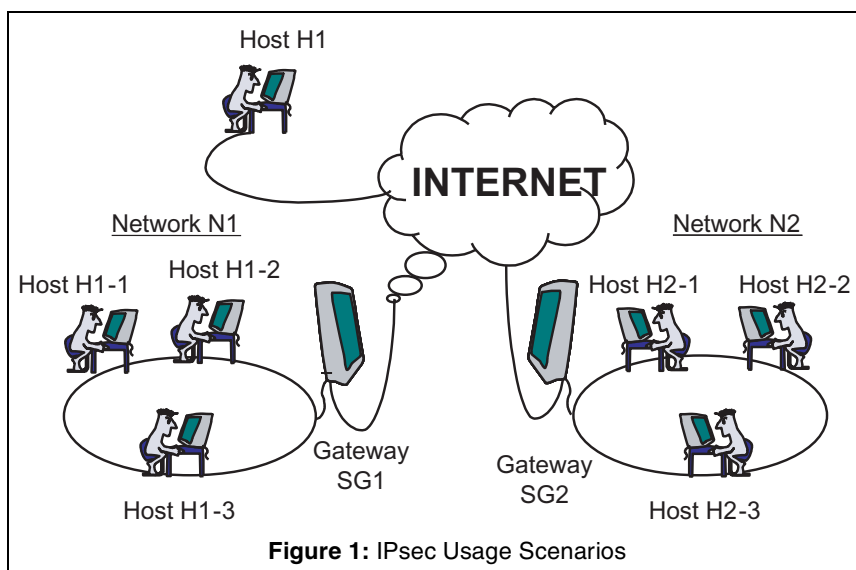 Host H1
INTERNET
Network N1
Network N2
Host H1-1
Host H1-2
Host H2-1
Host H2-2
Gateway
SG1
Gateway
SG2
Host H1-3
Host H2-3
Figure 1: IPsec Usage Scenarios